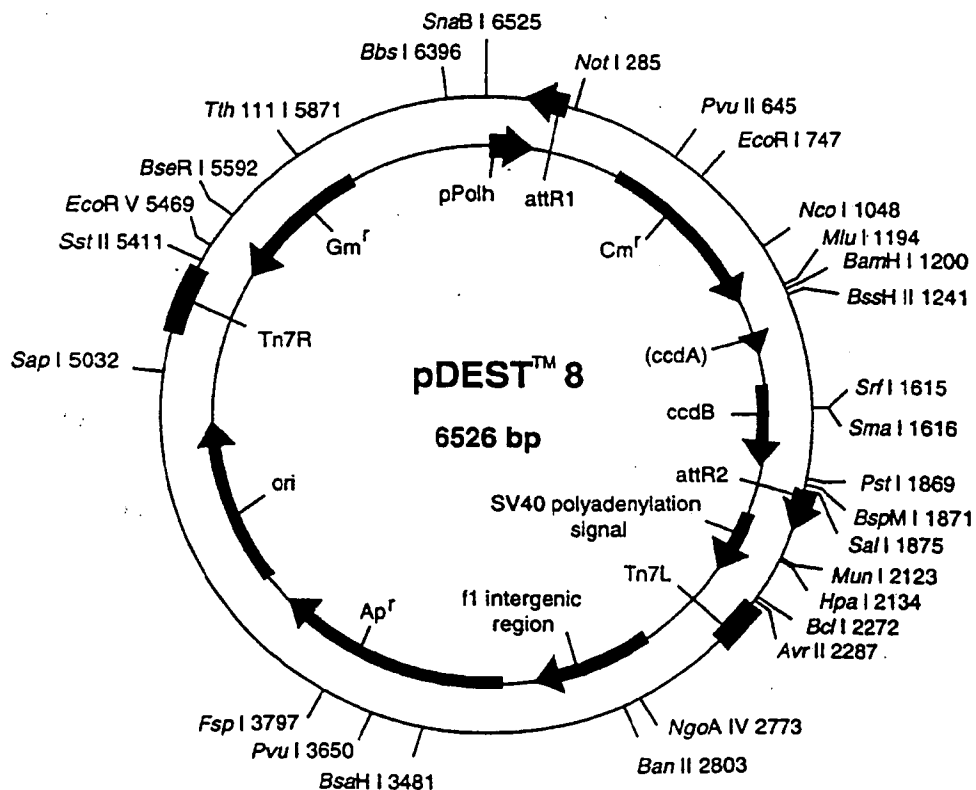 SnaB I 6525
Bbs I 6396
Not I 285
Tth 111 I 5871
Pvu II 645
EcoR I 747
BseR I 5592
EcoR V 5469
Sst II 5411
Nco I 1048
Mlu I 1194
BamH I 1200
BssH II 1241
pPolh
attR1
Gmr
Cmr
Tn7R
Sap I 5032
(ccdA)
pDEST™ 8
6526 bp
ccdB
Srf I 1615
Sma I 1616
attR2
Pst I 1869
BspM I 1871
Sal I 1875
ori
SV40 polyadenylation
signal
Mun I 2123
Hpa I 2134
Bcl I 2272
Avr II 2287
Tn7L
Apr
f1 intergenic
region
Fsp I 3797
Pvu I 3650
BsaH I 3481
NgoA IV 2773
Ban II 2803